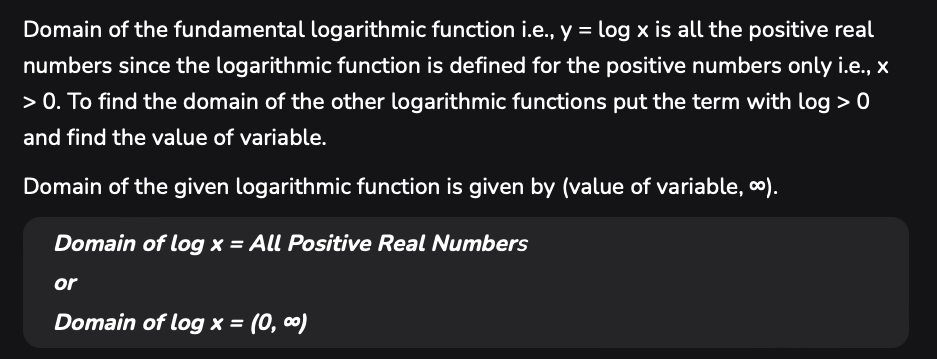 Domain of the fundamental logarithmic function i.e., y = log x is all the positive real
numbers since the logarithmic function is defined for the positive numbers only i.e., x
> 0. To find the domain of the other logarithmic functions put the term with log > 0
and find the value of variable.
Domain of the given logarithmic function is given by (value of variable, ∞).
Domain of log x = All Positive Real Numbers
or
Domain of log x = (0, ∞)